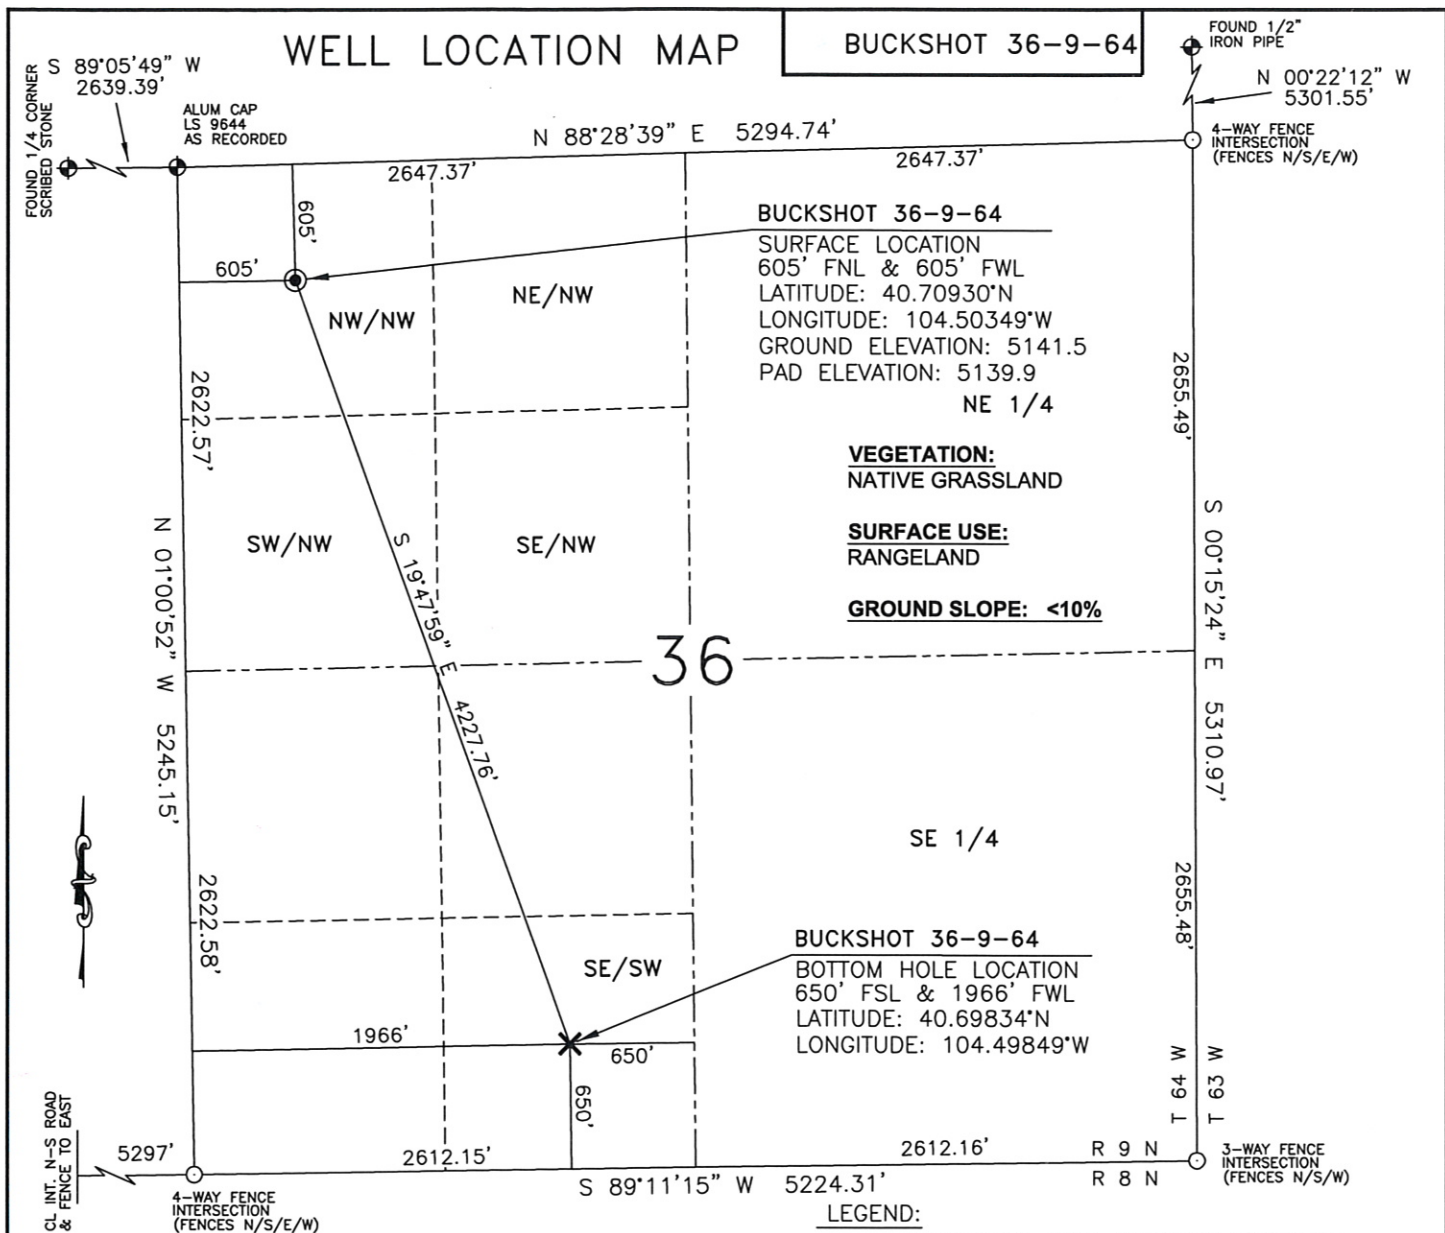 WELL LOCATION MAP
BUCKSHOT 36-9-64
FOUND 1/2"
IRON PIPE
N 00°22'12" W
5301.55'
S 89°05'49" W
2639.39'
FOUND 1/4 CORNER
SCRIBED STONE
ALUM CAP
LS 9644
AS RECORDED
N 88°28'39" E 5294.74'
2647.37'
2647.37'
4-WAY FENCE
INTERSECTION
(FENCES N/S/E/W)
605'
605'
BUCKSHOT 36-9-64
SURFACE LOCATION
605' FNL & 605' FWL
LATITUDE: 40.70930°N
LONGITUDE: 104.50349°W
GROUND ELEVATION: 5141.5
PAD ELEVATION: 5139.9
NW/NW
NE/NW
NE 1/4
2622.57'
2655.49'
VEGETATION:
NATIVE GRASSLAND
SURFACE USE:
RANGELAND
GROUND SLOPE: <10%
SW/NW
SE/NW
N 01°00'52" W 5245.15'
S 19°47'59" E 4227.76'
S 00°15'24" E 5310.97'
36
SE 1/4
2622.58'
2655.48'
SE/SW
BUCKSHOT 36-9-64
BOTTOM HOLE LOCATION
650' FSL & 1966' FWL
LATITUDE: 40.69834°N
LONGITUDE: 104.49849°W
1966'
650'
650'
T 64 W
T 63 W
CL INT. N-S ROAD
& FENCE TO EAST
5297'
2612.15'
2612.16'
R 9 N
R 8 N
3-WAY FENCE
INTERSECTION
(FENCES N/S/W)
4-WAY FENCE
INTERSECTION
(FENCES N/S/E/W)
S 89°11'15" W 5224.31'
LEGEND: